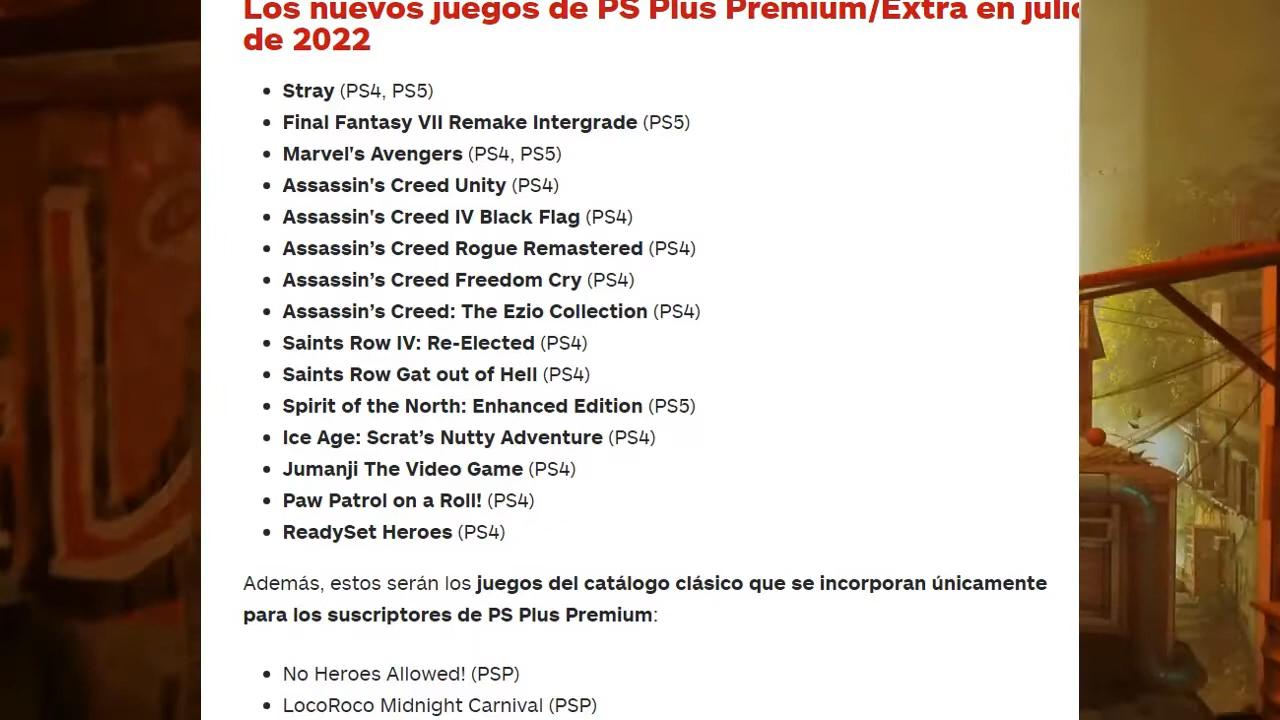 Los nuevos juegos de PS Plus Premium/Extra en julio
de 2022
• Stray (PS4, PS5)
• Final Fantasy VII Remake Intergrade (PS5)
• Marvel's Avengers (PS4, PS5)
• Assassin's Creed Unity (PS4)
• Assassin's Creed IV Black Flag (PS4)
• Assassin’s Creed Rogue Remastered (PS4)
• Assassin’s Creed Freedom Cry (PS4)
• Assassin’s Creed: The Ezio Collection (PS4)
• Saints Row IV: Re-Elected (PS4)
• Saints Row Gat out of Hell (PS4)
• Spirit of the North: Enhanced Edition (PS5)
• Ice Age: Scrat’s Nutty Adventure (PS4)
• Jumanji The Video Game (PS4)
• Paw Patrol on a Roll! (PS4)
• ReadySet Heroes (PS4)
Además, estos serán los juegos del catálogo clásico que se incorporan únicamente
para los suscriptores de PS Plus Premium:
• No Heroes Allowed! (PSP)
• LocoRoco Midnight Carnival (PSP)